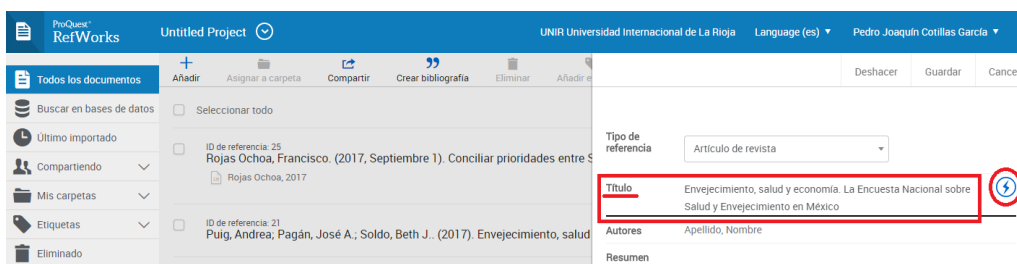 ProQuest®
RefWorks
Untitled Project
UNIR Universidad Internacional de La Rioja
Language (es) ▼
Pedro Joaquín Cotillas García ▼
Todos los documentos
Buscar en bases de datos
Último importado
Compartiendo
Mis carpetas
Etiquetas
Eliminado
Añadir
Asignar a carpeta
Compartir
Crear bibliografía
Eliminar
Añadir e
Seleccionar todo
ID de referencia: 25
Rojas Ochoa, Francisco. (2017, Septiembre 1). Conciliar prioridades entre S
Rojas Ochoa, 2017
ID de referencia: 21
Puig, Andrea; Pagán, José A.; Soldo, Beth J.. (2017). Envejecimiento, salud
Deshacer
Guardar
Cance
Tipo de
referencia
Artículo de revista
Título
Envejecimiento, salud y economía. La Encuesta Nacional sobre
Salud y Envejecimiento en México
Autores
Apellido, Nombre
Resumen